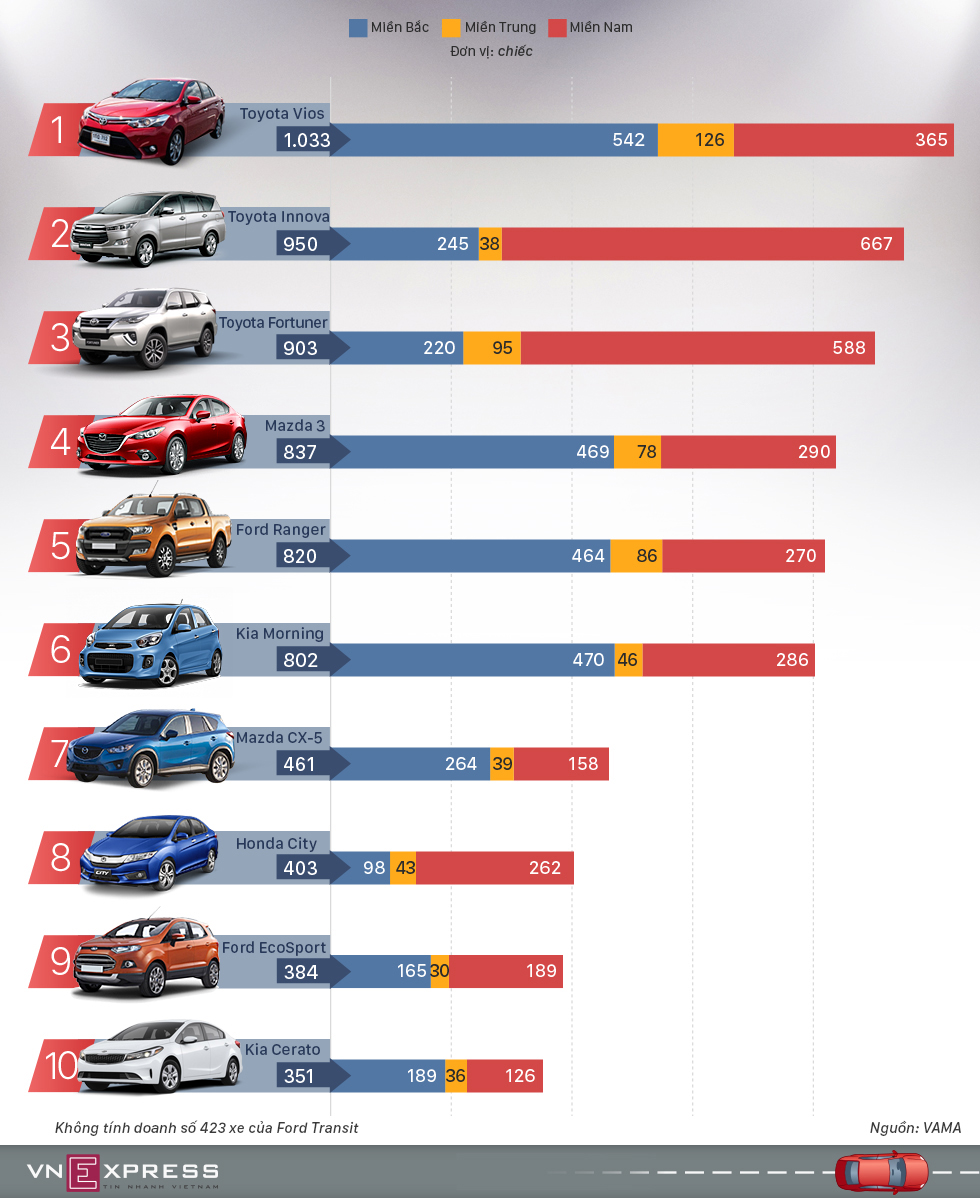 Miền Bắc Miền Trung Miền Nam
Đơn vị: chiếc
1 Toyota Vios
1.033 542 126 365
2 Toyota Innova
950 245 38 667
3 Toyota Fortuner
903 220 95 588
4 Mazda 3
837 469 78 290
5 Ford Ranger
820 464 86 270
6 Kia Morning
802 470 46 286
7 Mazda CX-5
461 264 39 158
8 Honda City
403 98 43 262
CITY
9 Ford EcoSport
384 165 30 189
10 Kia Cerato
351 189 36 126
Không tính doanh số 423 xe của Ford Transit Nguồn: VAMA
VNEXPRESS
TIN NHANH VIETNAM